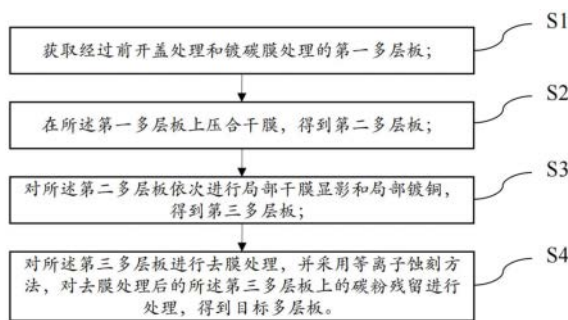 S1
获取经过前开盖处理和镀碳膜处理的第一多层板；
S2
在所述第一多层板上压合干膜，得到第二多层板；
S3
对所述第二多层板依次进行局部干膜显影和局部镀铜，
得到第三多层板；
S4
对所述第三多层板进行去膜处理，并采用等离子蚀刻方
法，对去膜处理后的所述第三多层板上的碳粉残留进行
处理，得到目标多层板。